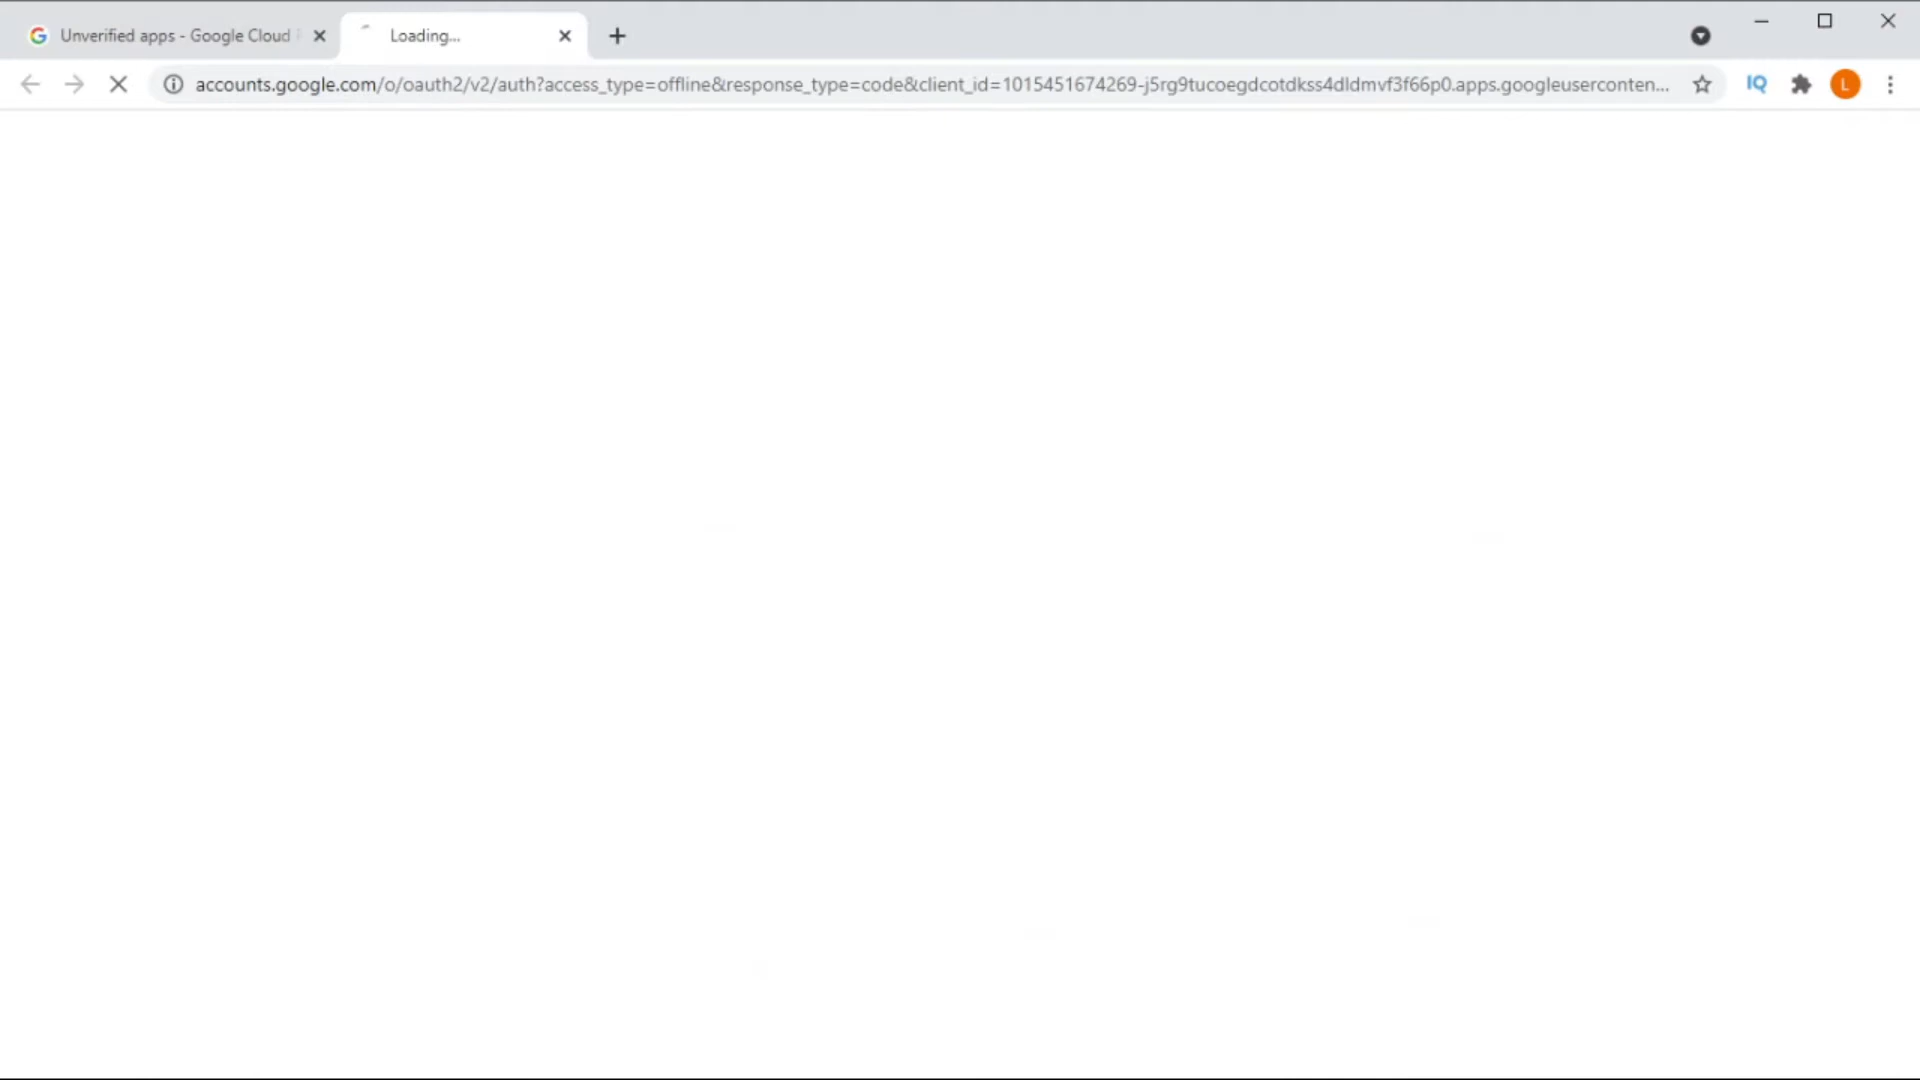 Unverified apps - Google Cloud
Loading...
accounts.google.com/o/oauth2/v2/auth?access_type=offline&response_type=code&client_id=1015451674269-j5rg9tucoegdcotdkss4dldmvf3f66p0.apps.googleuserconten...
IQ
L